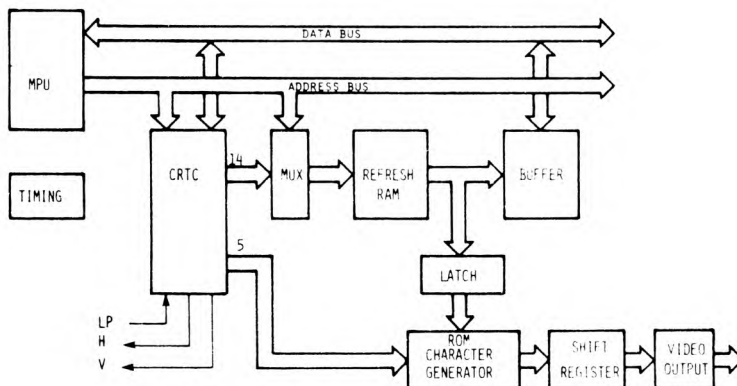 DATA BUS
MPU
ADDRESS BUS
14
CRTC
MUX
REFRESH
RAM
BUFFER
TIMING
5
LATCH
LP
H
V
ROM
CHARACTER
GENERATOR
SHIFT
REGISTER
VIDEO
OUTPUT